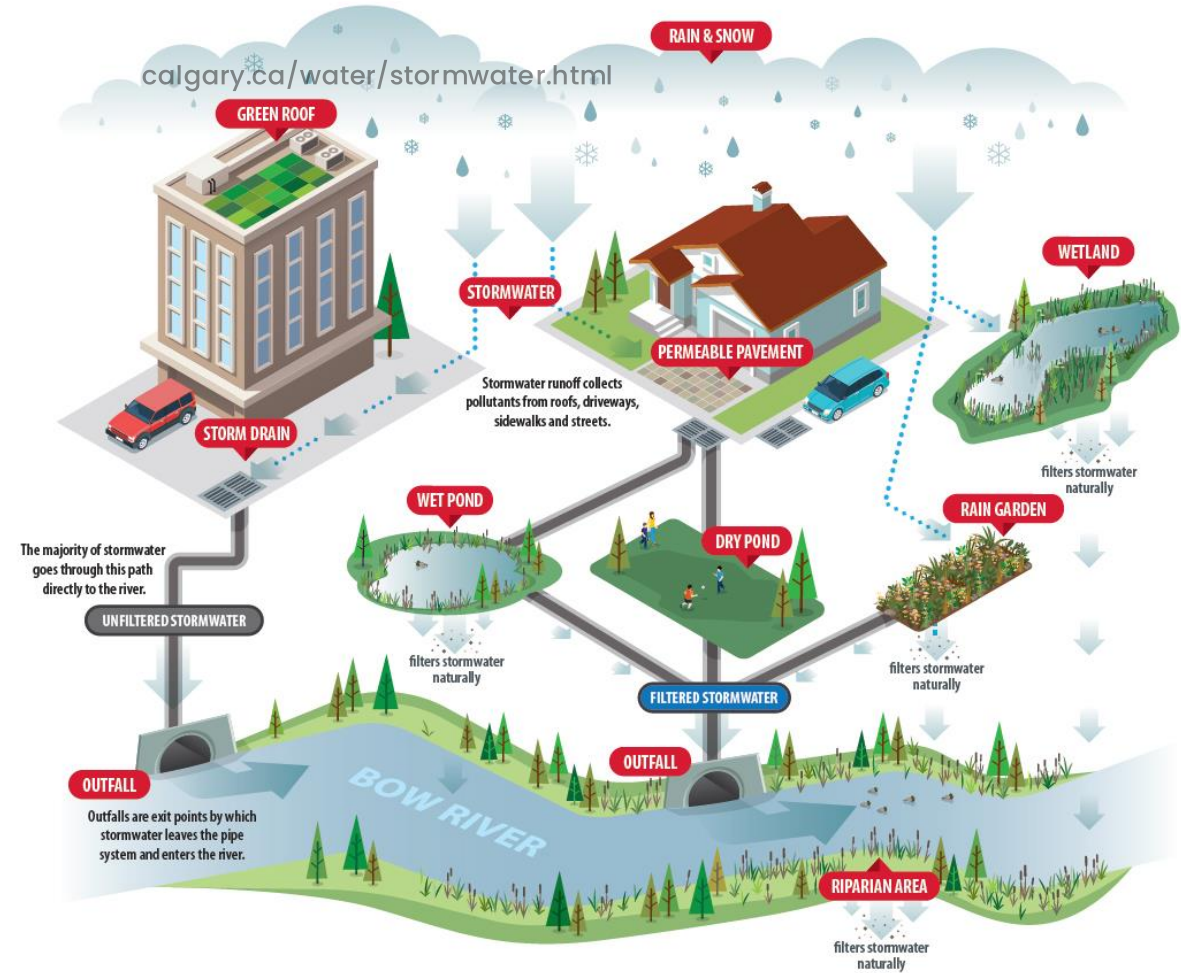 RAIN & SNOW
calgary.ca/water/stormwater.html
GREEN ROOF
WETLAND
STORMWATER
PERMEABLE PAVEMENT
Stormwater runoff collects
pollutants from roofs, driveways,
sidewalks and streets.
STORM DRAIN
filters stormwater
naturally
WET POND
RAIN GARDEN
DRY POND
The majority of stormwater
goes through this path
directly to the river.
UNFILTERED STORMWATER
filters stormwater
naturally
filters stormwater
naturally
FILTERED STORMWATER
OUTFALL
OUTFALL
Outfalls are exit points by which
stormwater leaves the pipe
system and enters the river.
BOW RIVER
RIPARIAN AREA
filters stormwater
naturally